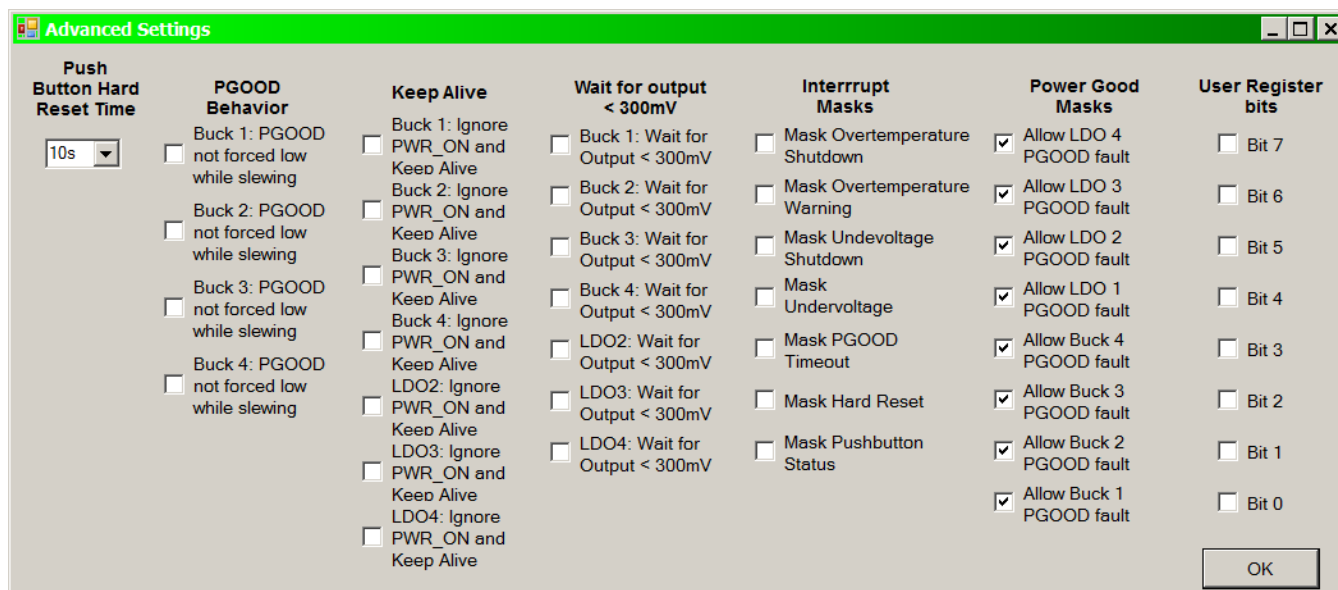 Advanced Settings
Push
Button Hard
Reset Time
10s
PGOOD
Behavior
Buck 1: PGOOD
not forced low
while slewing
Buck 2: PGOOD
not forced low
while slewing
Buck 3: PGOOD
not forced low
while slewing
Buck 4: PGOOD
not forced low
while slewing
Keep Alive
Buck 1: Ignore
PWR_ON and
Keep Alive
Buck 2: Ignore
PWR_ON and
Keep Alive
Buck 3: Ignore
PWR_ON and
Keep Alive
Buck 4: Ignore
PWR_ON and
Keep Alive
LDO2: Ignore
PWR_ON and
Keep Alive
LDO3: Ignore
PWR_ON and
Keep Alive
LDO4: Ignore
PWR_ON and
Keep Alive
Wait for output
< 300mV
Buck 1: Wait for
Output < 300mV
Buck 2: Wait for
Output < 300mV
Buck 3: Wait for
Output < 300mV
Buck 4: Wait for
Output < 300mV
LDO2: Wait for
Output < 300mV
LDO3: Wait for
Output < 300mV
LDO4: Wait for
Output < 300mV
Interrrupt
Masks
Mask Overtemperature
Shutdown
Mask Overtemperature
Warning
Mask Undevoltage
Shutdown
Mask
Undervoltage
Mask PGOOD
Timeout
Mask Hard Reset
Mask Pushbutton
Status
Power Good
Masks
Allow LDO 4
PGOOD fault
Allow LDO 3
PGOOD fault
Allow LDO 2
PGOOD fault
Allow LDO 1
PGOOD fault
Allow Buck 4
PGOOD fault
Allow Buck 3
PGOOD fault
Allow Buck 2
PGOOD fault
Allow Buck 1
PGOOD fault
User Register
bits
Bit 7
Bit 6
Bit 5
Bit 4
Bit 3
Bit 2
Bit 1
Bit 0
OK